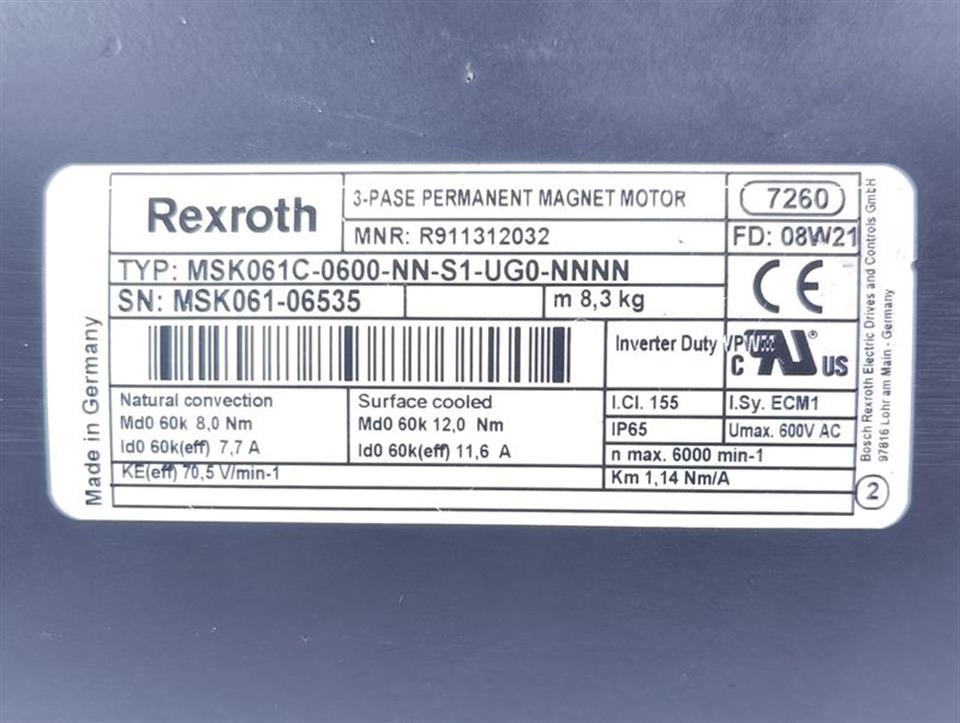 Rexroth
3-PASE PERMANENT MAGNET MOTOR
7260
MNR: R911312032
FD: 08W21
TYP: MSK061C-0600-NN-S1-UG0-NNNN
SN: MSK061-06535
m 8,3 kg
CE
Inverter Duty VPWM
C UL US
Natural convection
Md0 60k 8,0 Nm
Id0 60k(eff) 7,7 A
Surface cooled
Md0 60k 12,0 Nm
Id0 60k(eff) 11,6 A
I.Cl. 155
I.Sy. ECM1
IP65
Umax. 600V AC
n max. 6000 min-1
KE(eff) 70,5 V/min-1
Km 1,14 Nm/A
2
Made in Germany
Bosch Rexroth Electric Drives and Controls GmbH
97816 Lohr am Main - Germany